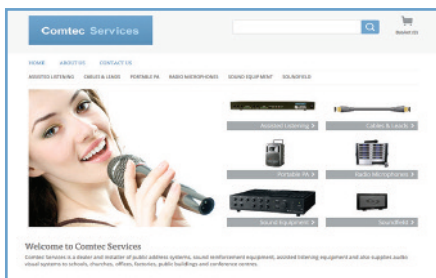 Comtec Services
Basket (0)
HOME ABOUT US CONTACT US
ASSISTED LISTENING CABLES & LEADS PORTABLE PA RADIO MICROPHONES SOUND EQUIPMENT SOUNDFIELD
Assisted Listening >
Cables & Leads >
Portable PA >
Radio Microphones >
Sound Equipment >
Soundfield >
Welcome to Comtec Services
Comtec Services is a dealer and installer of public address systems, sound reinforcement equipment, assisted listening equipment and also supplies audio
visual systems to schools, churches, offices, factories, public buildings and conference centres.